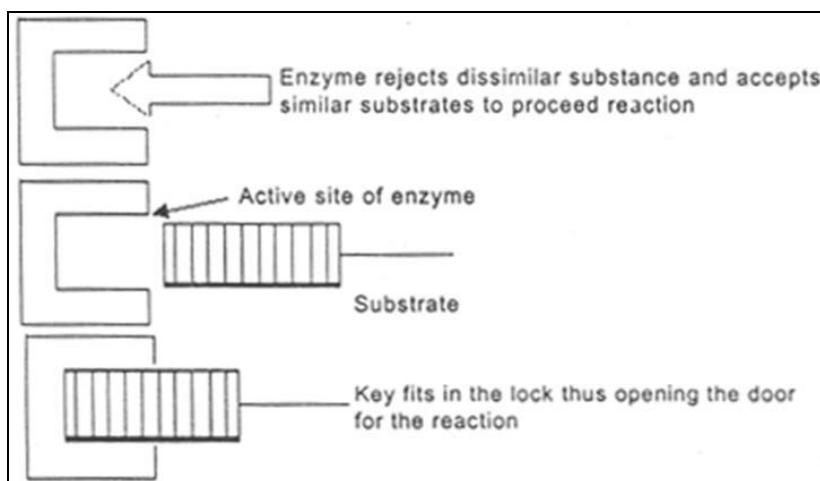 Enzyme rejects dissimilar substance and accepts
similar substrates to proceed reaction
Active site of enzyme
Substrate
Key fits in the lock thus opening the door
for the reaction